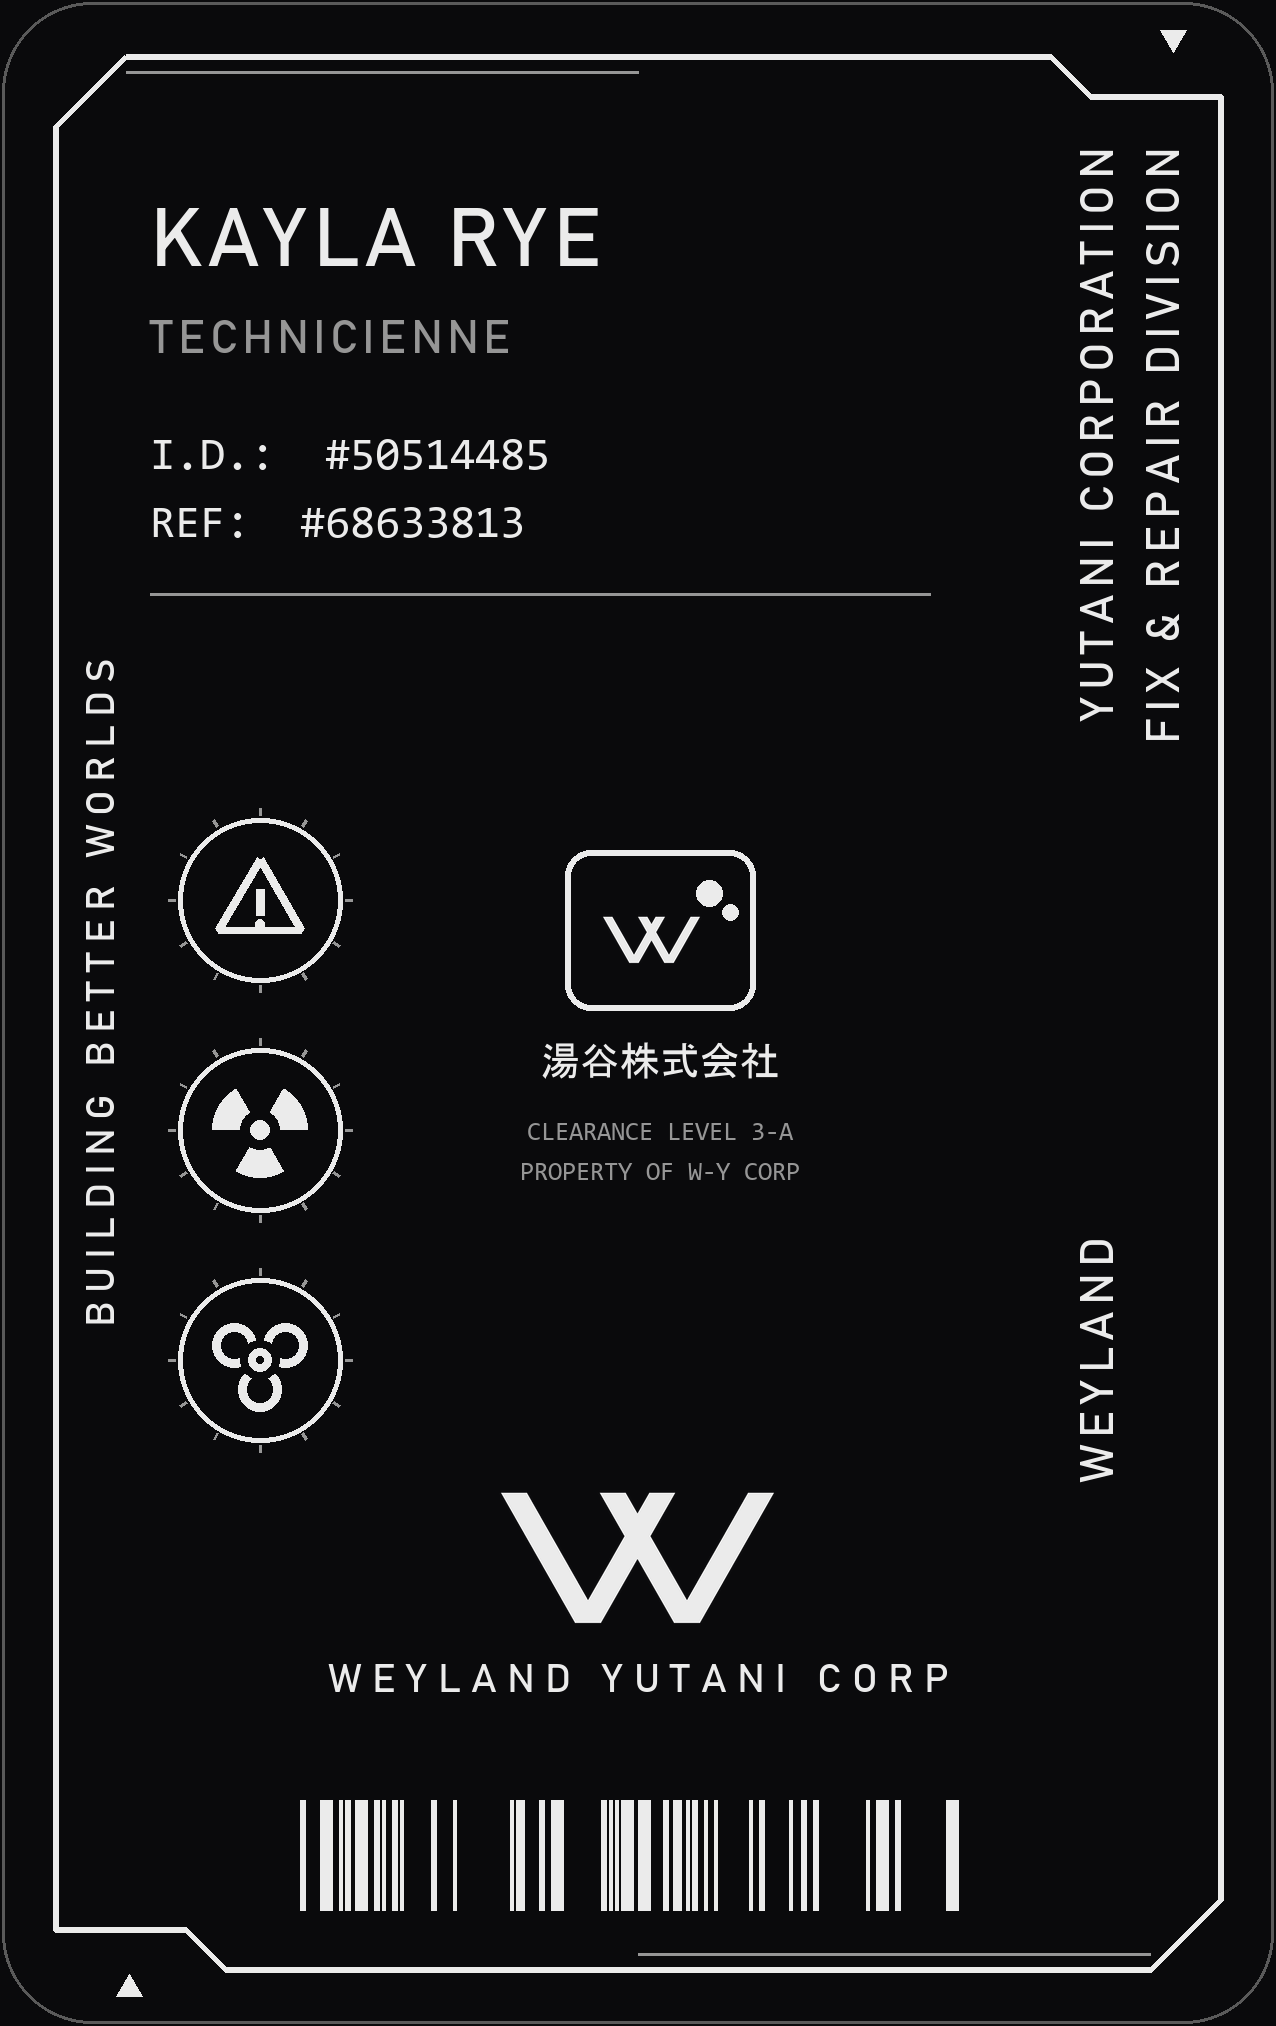 KAYLA RYE
TECHNICIENNE
I.D.: #50514485
REF: #68633813
YUTANI CORPORATION
FIX & REPAIR DIVISION
BUILDING BETTER WORLDS
W
湯谷株式会社
CLEARANCE LEVEL 3-A
PROPERTY OF W-Y CORP
WEYLAND
W
WEYLAND YUTANI CORP